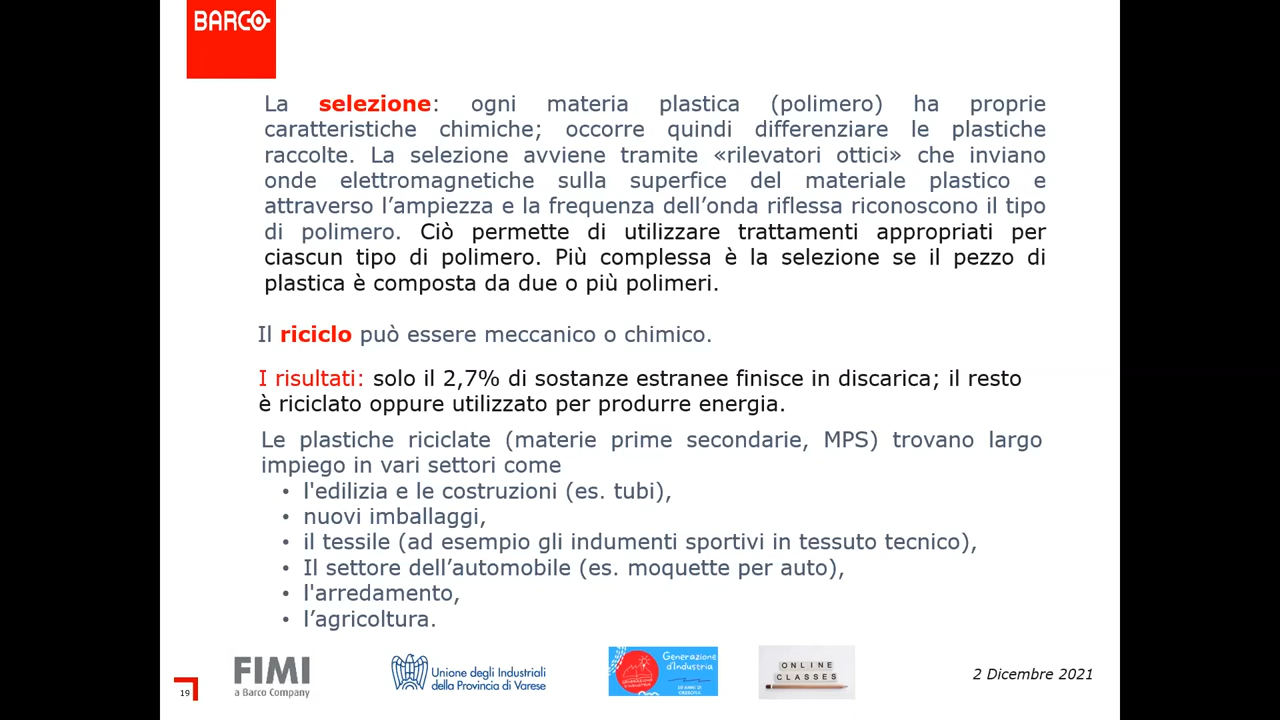 BARCO
La selezione: ogni materia plastica (polimero) ha proprie
caratteristiche chimiche; occorre quindi differenziare le plastiche
raccolte. La selezione avviene tramite «rilevatori ottici» che inviano
onde elettromagnetiche sulla superfice del materiale plastico e
attraverso l’ampiezza e la frequenza dell’onda riflessa riconoscono il tipo
di polimero. Ciò permette di utilizzare trattamenti appropriati per
ciascun tipo di polimero. Più complessa è la selezione se il pezzo di
plastica è composta da due o più polimeri.
Il riciclo può essere meccanico o chimico.
I risultati: solo il 2,7% di sostanze estranee finisce in discarica; il resto
è riciclato oppure utilizzato per produrre energia.
Le plastiche riciclate (materie prime secondarie, MPS) trovano largo
impiego in vari settori come
• l'edilizia e le costruzioni (es. tubi),
• nuovi imballaggi,
• il tessile (ad esempio gli indumenti sportivi in tessuto tecnico),
• Il settore dell’automobile (es. moquette per auto),
• l'arredamento,
• l’agricoltura.
19
FIMI
a Barco Company
Unione degli Industriali
della Provincia di Varese
Generazione
d'Industria
ONLINE
CLASSES
2 Dicembre 2021